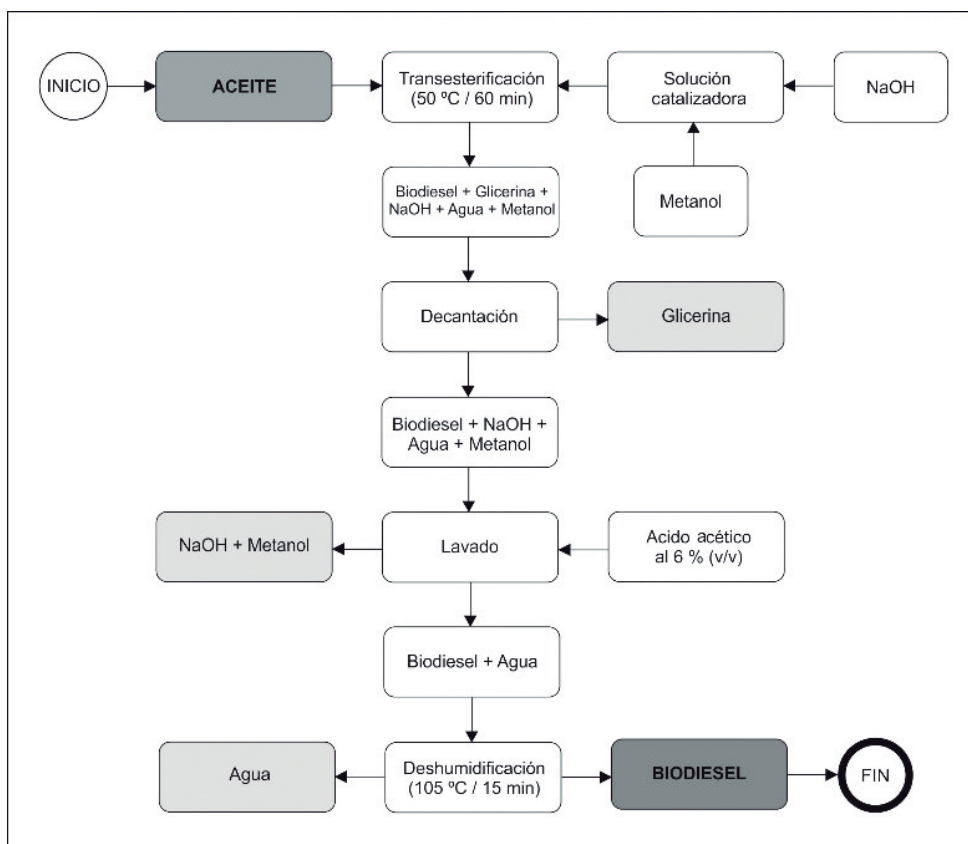 INICIO
ACEITE
Transesterificación
(50 ºC / 60 min)
Solución
catalizadora
NaOH
Biodiesel + Glicerina +
NaOH + Agua + Metanol
Metanol
Decantación
Glicerina
Biodiesel + NaOH +
Agua + Metanol
NaOH + Metanol
Lavado
Acido acético
al 6 % (v/v)
Biodiesel + Agua
Agua
Deshumidificación
(105 ºC / 15 min)
BIODIESEL
FIN